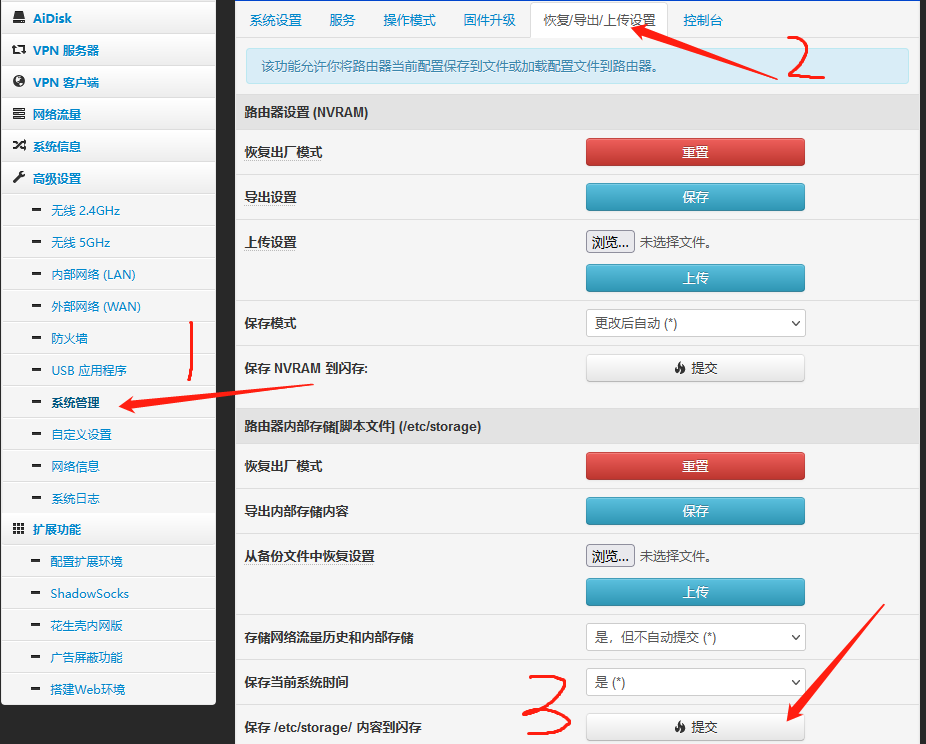 AiDisk
VPN 服务器
VPN 客户端
网络流量
系统信息
高级设置
无线 2.4GHz
无线 5GHz
内部网络 (LAN)
外部网络 (WAN)
防火墙
USB 应用程序
系统管理
自定义设置
网络信息
系统日志
扩展功能
配置扩展环境
ShadowSocks
花生壳内网版
广告屏蔽功能
搭建Web环境
1
系统设置 服务 操作模式 固件升级 恢复/导出/上传设置 控制台
2
该功能允许你将路由器当前配置保存到文件或加载配置文件到路由器。
路由器设置 (NVRAM)
恢复出厂模式 重置
导出设置 保存
上传设置 浏览... 未选择文件。
上传
保存模式 更改后自动 (*)
保存 NVRAM 到闪存: 提交
路由器内部存储[脚本文件] (/etc/storage)
恢复出厂模式 重置
导出内部存储内容 保存
从备份文件中恢复设置 浏览... 未选择文件。
上传
存储网络流量历史和内部存储 是，但不自动提交 (*)
保存当前系统时间 是 (*)
3
保存 /etc/storage/ 内容到闪存 提交